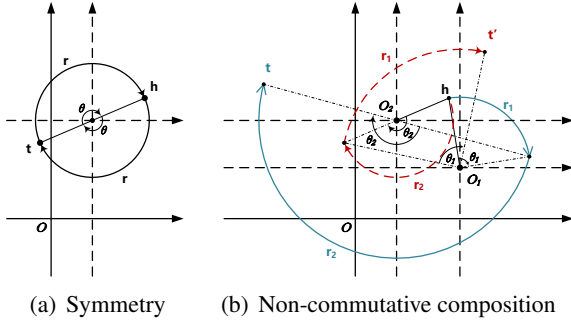 r
h
θ
θ
t
r
O
(a) Symmetry
t'
r₁
t
h
r₁
O₂
θ₂
θ₂
θ₁
θ₁
O₁
r₂
O
r₂
(b) Non-commutative composition